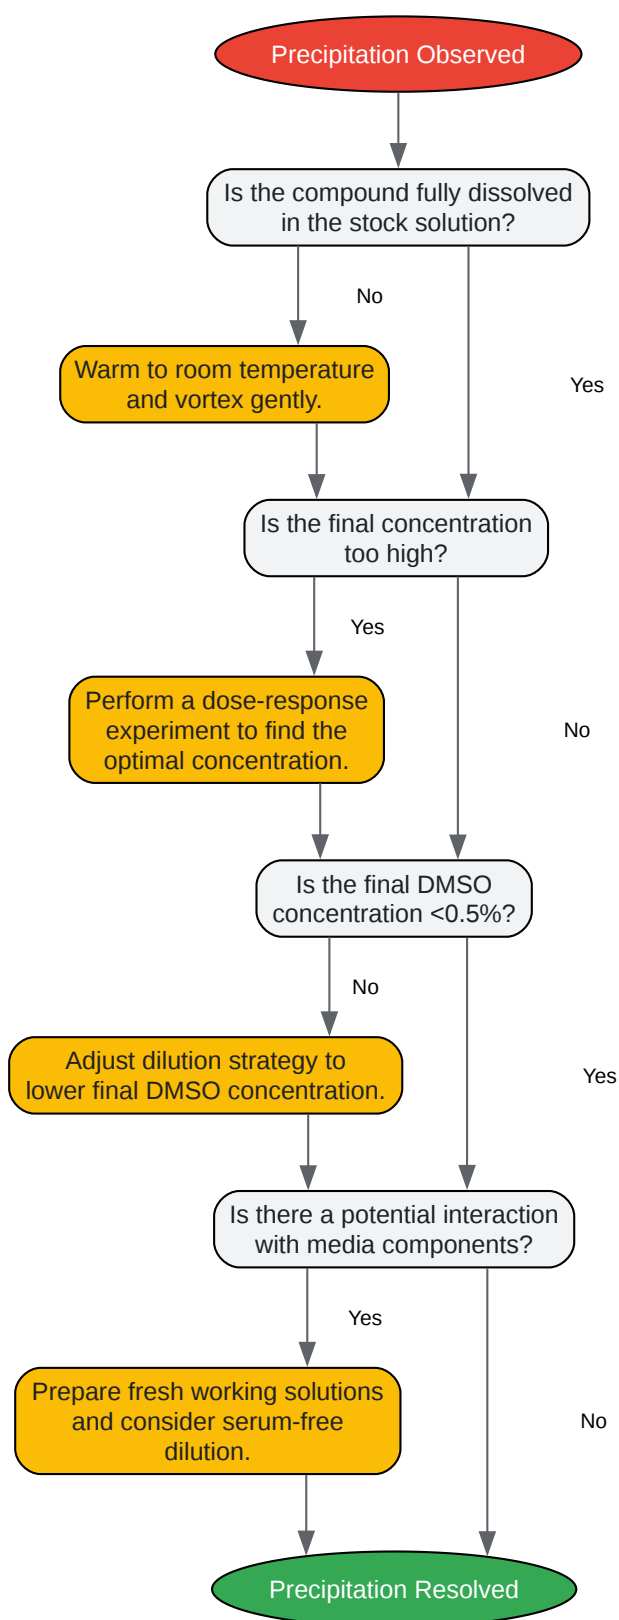 Precipitation Observed
Is the compound fully dissolved
in the stock solution?
No
Warm to room temperature
and vortex gently.
Yes
Is the final concentration
too high?
Yes
Perform a dose-response
experiment to find the
optimal concentration.
No
Is the final DMSO
concentration <0.5%?
No
Adjust dilution strategy to
lower final DMSO concentration.
Yes
Is there a potential interaction
with media components?
Yes
Prepare fresh working solutions
and consider serum-free
dilution.
No
Precipitation Resolved